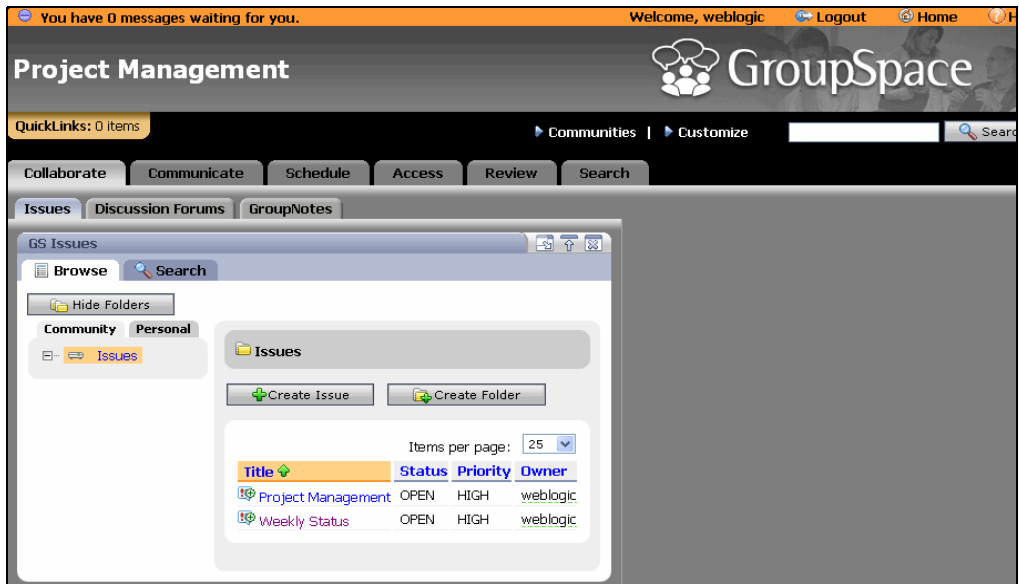 You have 0 messages waiting for you. Welcome, weblogic Logout Home
Project Management GroupSpace
QuickLinks: 0 items Communities | Customize
Collaborate Communicate Schedule Access Review Search
Issues Discussion Forums GroupNotes
GS Issues
Browse Search
Hide Folders
Community Personal
Issues
Issues
Create Issue Create Folder
Items per page: 25
Title Status Priority Owner
Project Management OPEN HIGH weblogic
Weekly Status OPEN HIGH weblogic